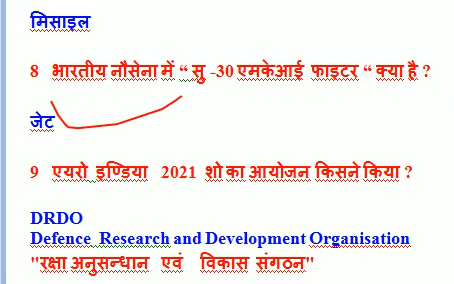 मिसाइल
8 भारतीय नौसेना में “ सु -30 एमकेआई फाइटर “ क्या है ?
जेट
9 एयरो इण्डिया 2021 शो का आयोजन किसने किया ?
DRDO
Defence Research and Development Organisation
"रक्षा अनुसन्धान एवं विकास संगठन"